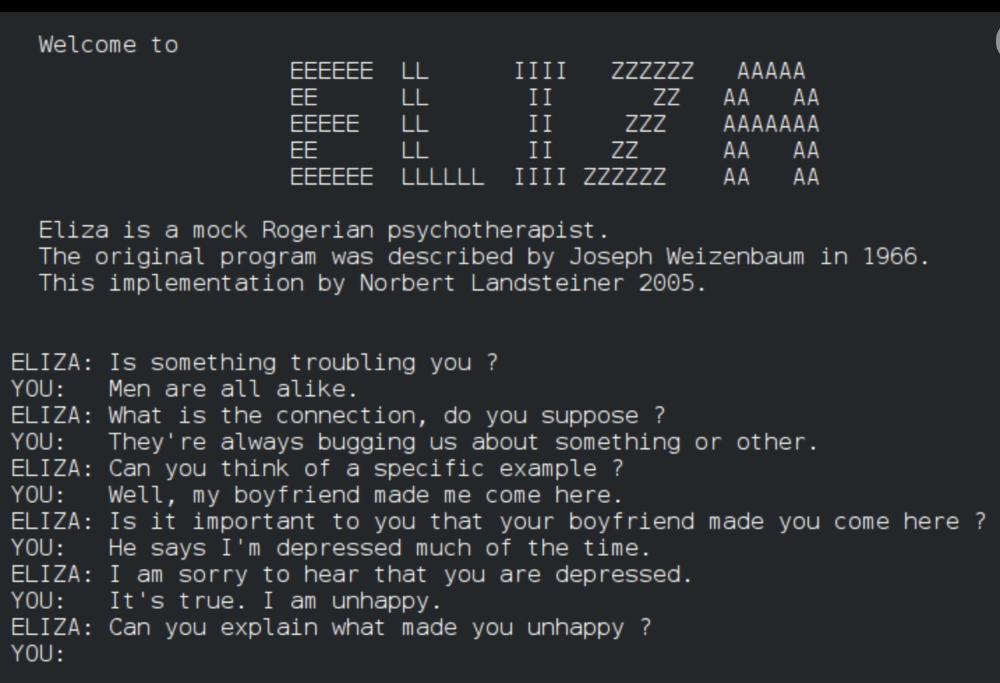 Welcome to
EEEEEE  LL      IIII   ZZZZZZ   AAAAA
EE      LL       II       ZZ   AA   AA
EEEEE   LL       II     ZZZ    AAAAAAA
EE      LL       II    ZZ      AA   AA
EEEEEE  LLLLLL  IIII ZZZZZZ    AA   AA
Eliza is a mock Rogerian psychotherapist.
The original program was described by Joseph Weizenbaum in 1966.
This implementation by Norbert Landsteiner 2005.
ELIZA: Is something troubling you ?
YOU:   Men are all alike.
ELIZA: What is the connection, do you suppose ?
YOU:   They're always bugging us about something or other.
ELIZA: Can you think of a specific example ?
YOU:   Well, my boyfriend made me come here.
ELIZA: Is it important to you that your boyfriend made you come here ?
YOU:   He says I'm depressed much of the time.
ELIZA: I am sorry to hear that you are depressed.
YOU:   It's true. I am unhappy.
ELIZA: Can you explain what made you unhappy ?
YOU: